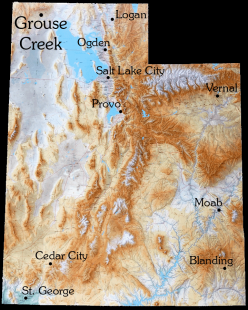 Logan
Grouse
Creek
Ogden
Salt Lake City
Vernal
Provo
Moab
Blanding
Cedar City
St. George